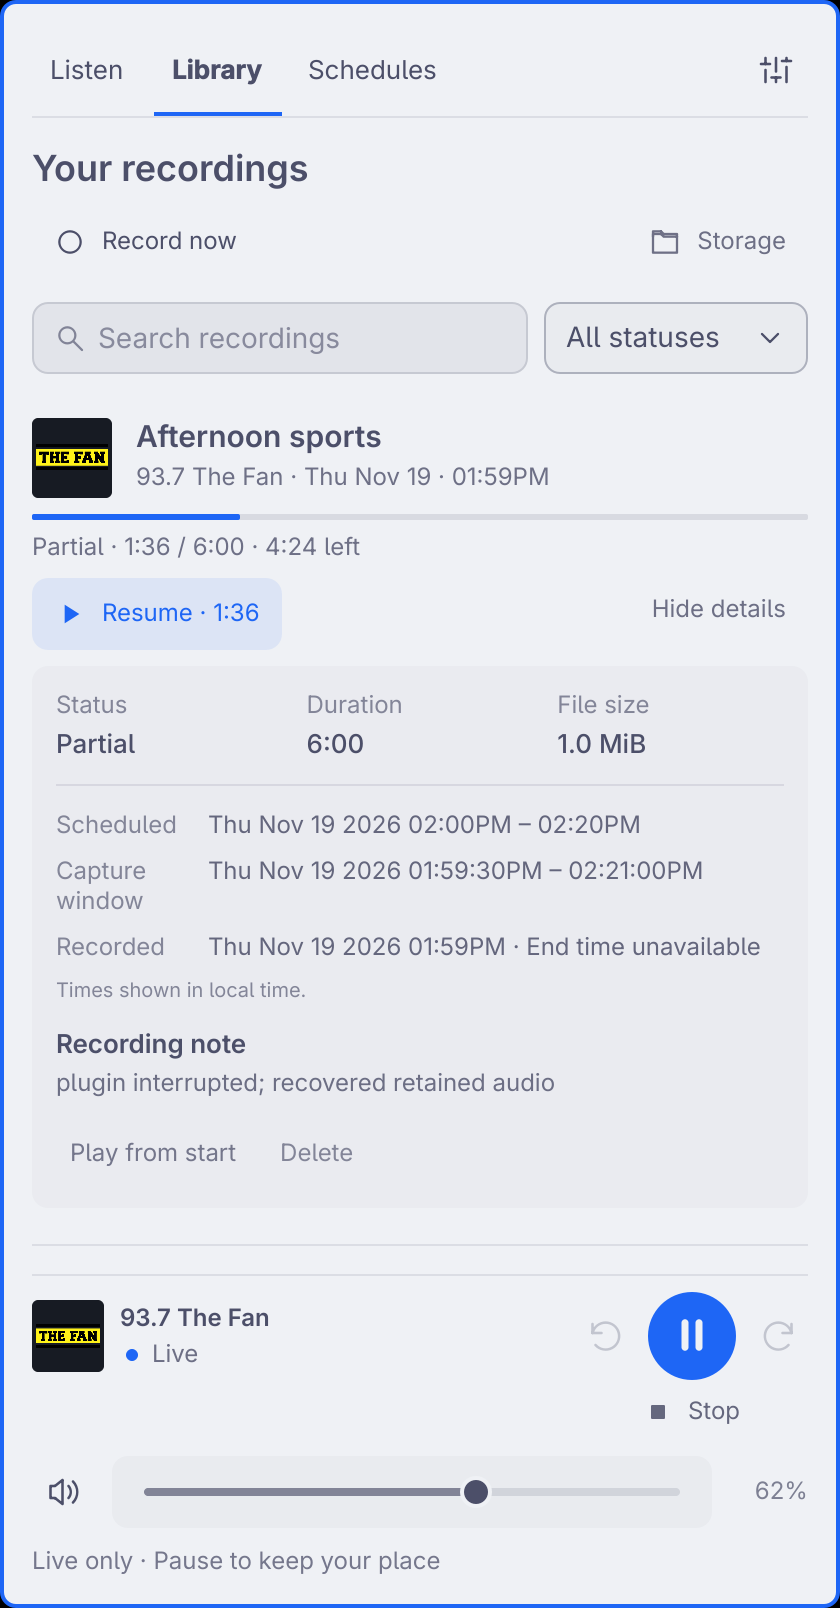 Listen Library Schedules
Your recordings
Record now Storage
Search recordings All statuses
THE FAN
Afternoon sports
93.7 The Fan · Thu Nov 19 · 01:59PM
Partial · 1:36 / 6:00 · 4:24 left
Resume · 1:36 Hide details
Status Duration File size
Partial 6:00 1.0 MiB
Scheduled Thu Nov 19 2026 02:00PM – 02:20PM
Capture Thu Nov 19 2026 01:59:30PM – 02:21:00PM
window
Recorded Thu Nov 19 2026 01:59PM · End time unavailable
Times shown in local time.
Recording note
plugin interrupted; recovered retained audio
Play from start Delete
THE FAN
93.7 The Fan
Live
Stop
62%
Live only · Pause to keep your place